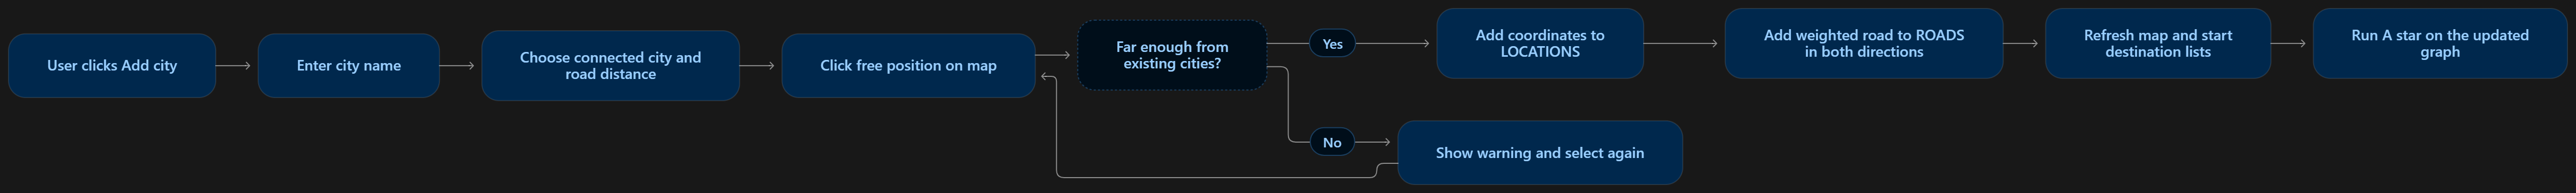 User clicks Add city
Enter city name
Choose connected city and
road distance
Click free position on map
Far enough from
existing cities?
Yes
Add coordinates to
LOCATIONS
Add weighted road to ROADS
in both directions
Refresh map and start
destination lists
Run A star on the updated
graph
No
Show warning and select again